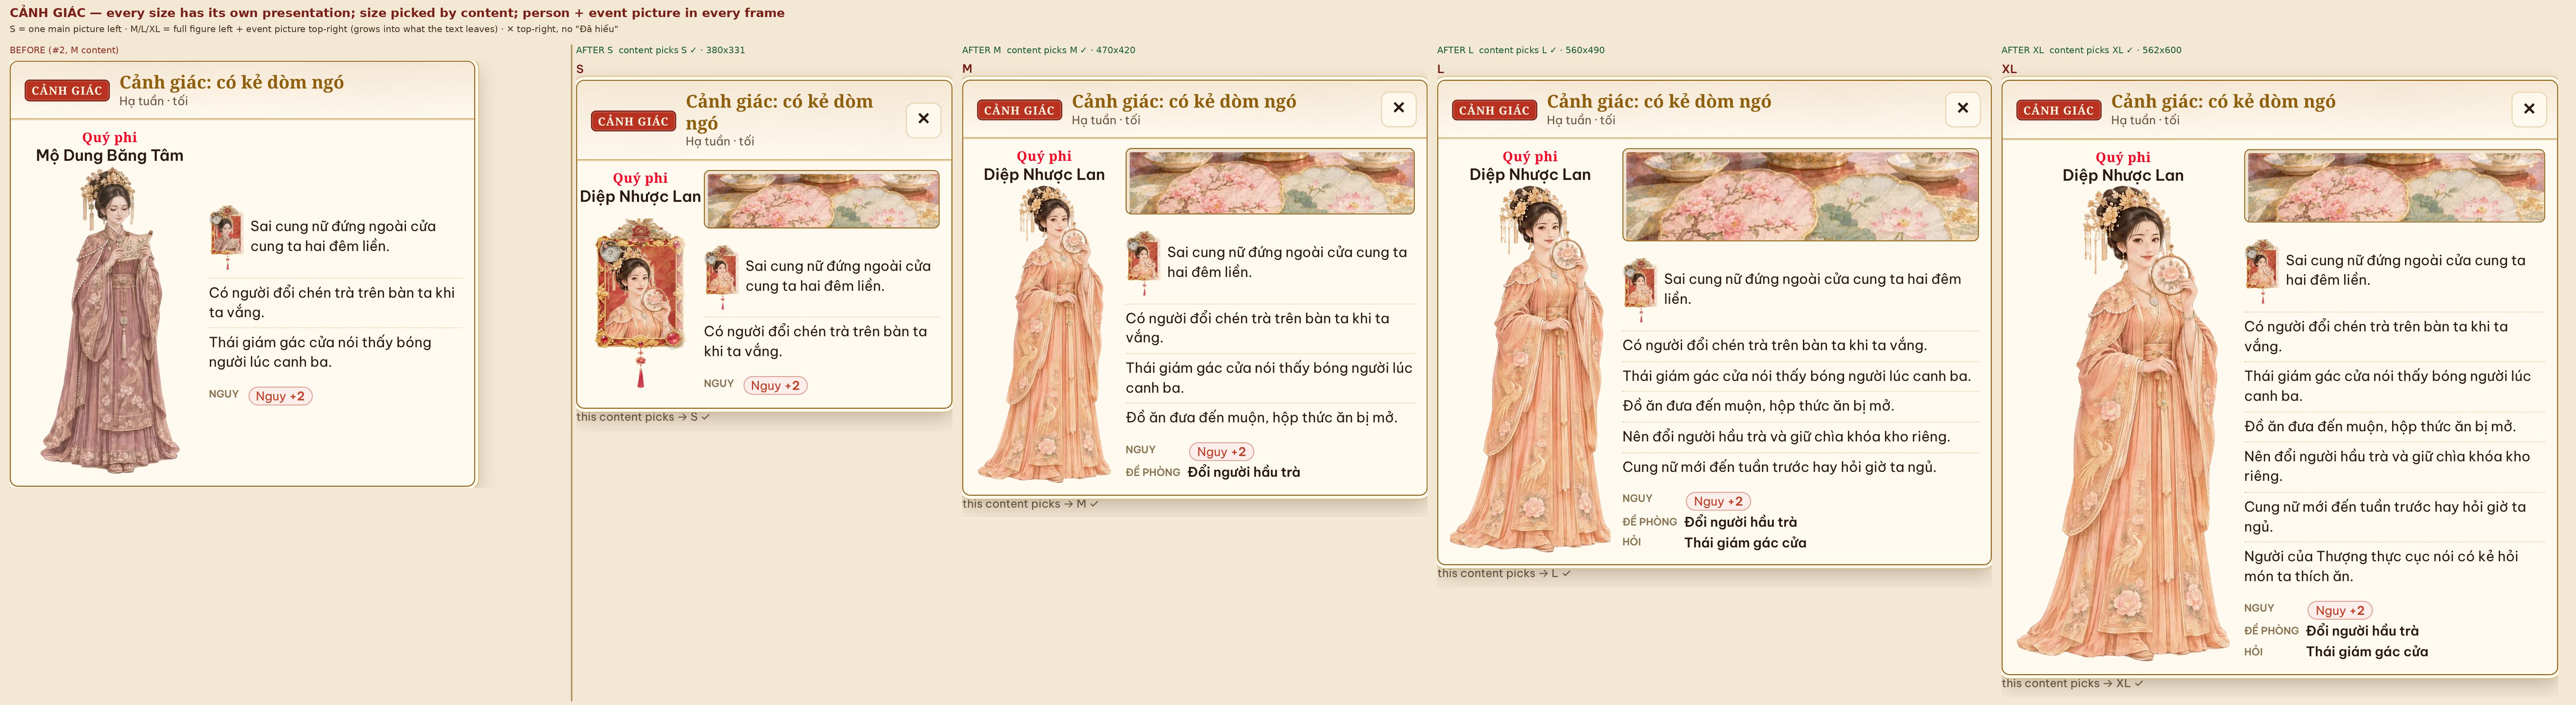 CẢNH GIÁC — every size has its own presentation; size picked by content; person + event picture in every frame
S = one main picture left · M/L/XL = full figure left + event picture top-right (grows into what the text leaves) · ✕ top-right, no "Đã hiểu"
BEFORE (#2, M content)
CẢNH GIÁC
Cảnh giác: có kẻ dòm ngó
Hạ tuần · tối
Quý phi
Mộ Dung Băng Tâm
Sai cung nữ đứng ngoài cửa
cung ta hai đêm liền.
Có người đổi chén trà trên bàn ta khi
ta vắng.
Thái giám gác cửa nói thấy bóng
người lúc canh ba.
NGUY Nguy +2
AFTER S content picks S ✓ · 380x331
S
CẢNH GIÁC
Cảnh giác: có kẻ dòm
ngó
Hạ tuần · tối
✕
Quý phi
Diệp Nhược Lan
Sai cung nữ đứng ngoài cửa
cung ta hai đêm liền.
Có người đổi chén trà trên bàn ta
khi ta vắng.
NGUY Nguy +2
this content picks → S ✓
AFTER M content picks M ✓ · 470x420
M
CẢNH GIÁC
Cảnh giác: có kẻ dòm ngó
Hạ tuần · tối
✕
Quý phi
Diệp Nhược Lan
Sai cung nữ đứng ngoài cửa cung ta
hai đêm liền.
Có người đổi chén trà trên bàn ta khi ta
vắng.
Thái giám gác cửa nói thấy bóng người lúc
canh ba.
Đồ ăn đưa đến muộn, hộp thức ăn bị mở.
NGUY Nguy +2
ĐỀ PHÒNG Đổi người hầu trà
this content picks → M ✓
AFTER L content picks L ✓ · 560x490
L
CẢNH GIÁC
Cảnh giác: có kẻ dòm ngó
Hạ tuần · tối
✕
Quý phi
Diệp Nhược Lan
Sai cung nữ đứng ngoài cửa cung ta hai đêm
liền.
Có người đổi chén trà trên bàn ta khi ta vắng.
Thái giám gác cửa nói thấy bóng người lúc canh ba.
Đồ ăn đưa đến muộn, hộp thức ăn bị mở.
Nên đổi người hầu trà và giữ chìa khóa kho riêng.
Cung nữ mới đến tuần trước hay hỏi giờ ta ngủ.
NGUY Nguy +2
ĐỀ PHÒNG Đổi người hầu trà
HỎI Thái giám gác cửa
this content picks → L ✓
AFTER XL content picks XL ✓ · 562x600
XL
CẢNH GIÁC
Cảnh giác: có kẻ dòm ngó
Hạ tuần · tối
✕
Quý phi
Diệp Nhược Lan
Sai cung nữ đứng ngoài cửa cung ta
hai đêm liền.
Có người đổi chén trà trên bàn ta khi ta
vắng.
Thái giám gác cửa nói thấy bóng người lúc
canh ba.
Đồ ăn đưa đến muộn, hộp thức ăn bị mở.
Nên đổi người hầu trà và giữ chìa khóa kho
riêng.
Cung nữ mới đến tuần trước hay hỏi giờ ta
ngủ.
Người của Thượng thực cục nói có kẻ hỏi
món ta thích ăn.
NGUY Nguy +2
ĐỀ PHÒNG Đổi người hầu trà
HỎI Thái giám gác cửa
this content picks → XL ✓